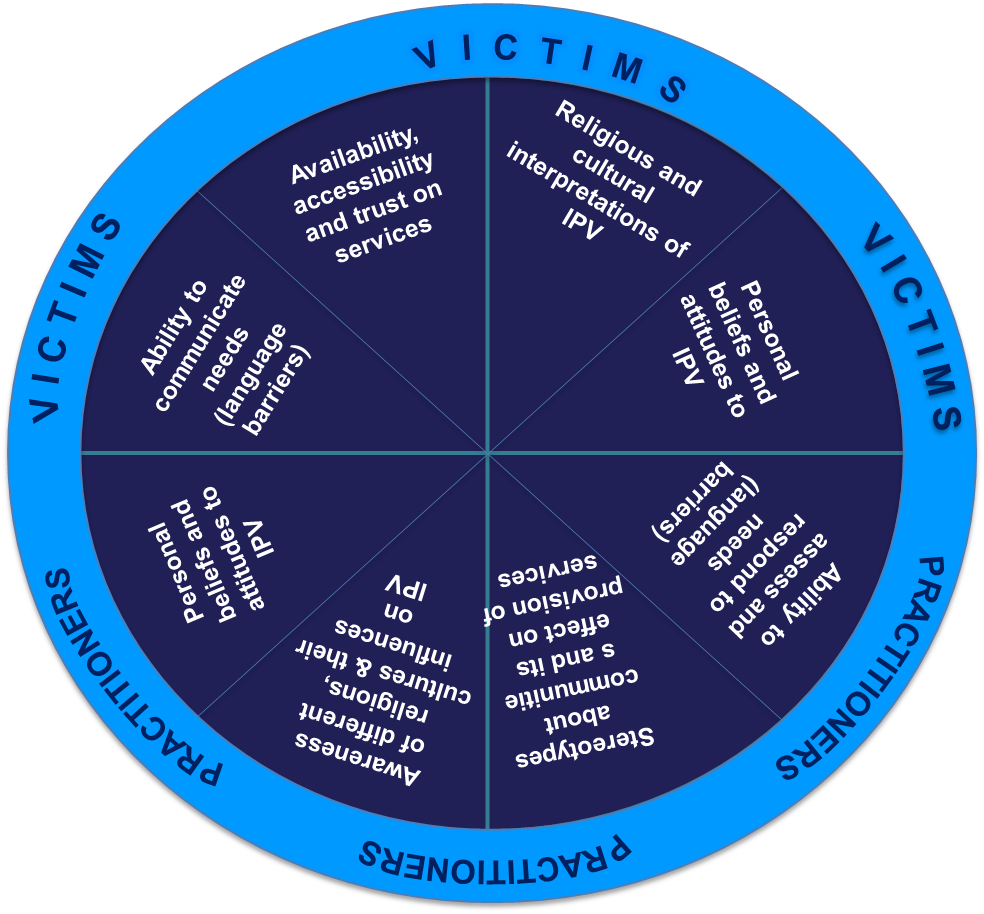 VICTIMS
VICTIMS
VICTIMS
Availability,
accessibility
and trust on
services
Religious and
cultural
interpretations of
IPV
Ability to
communicate
needs
(language
barriers)
Personal
beliefs and
attitudes to
IPV
Personal
beliefs and
attitudes to
IPV
Awareness
of different
religions,
cultures & their
influences
on
IPV
Stereotypes
about
communitie
s and its
effect on
provision of
services
Ability to
assess and
respond to
needs
(language
barriers)
PRACTITIONERS
PRACTITIONERS
PRACTITIONERS